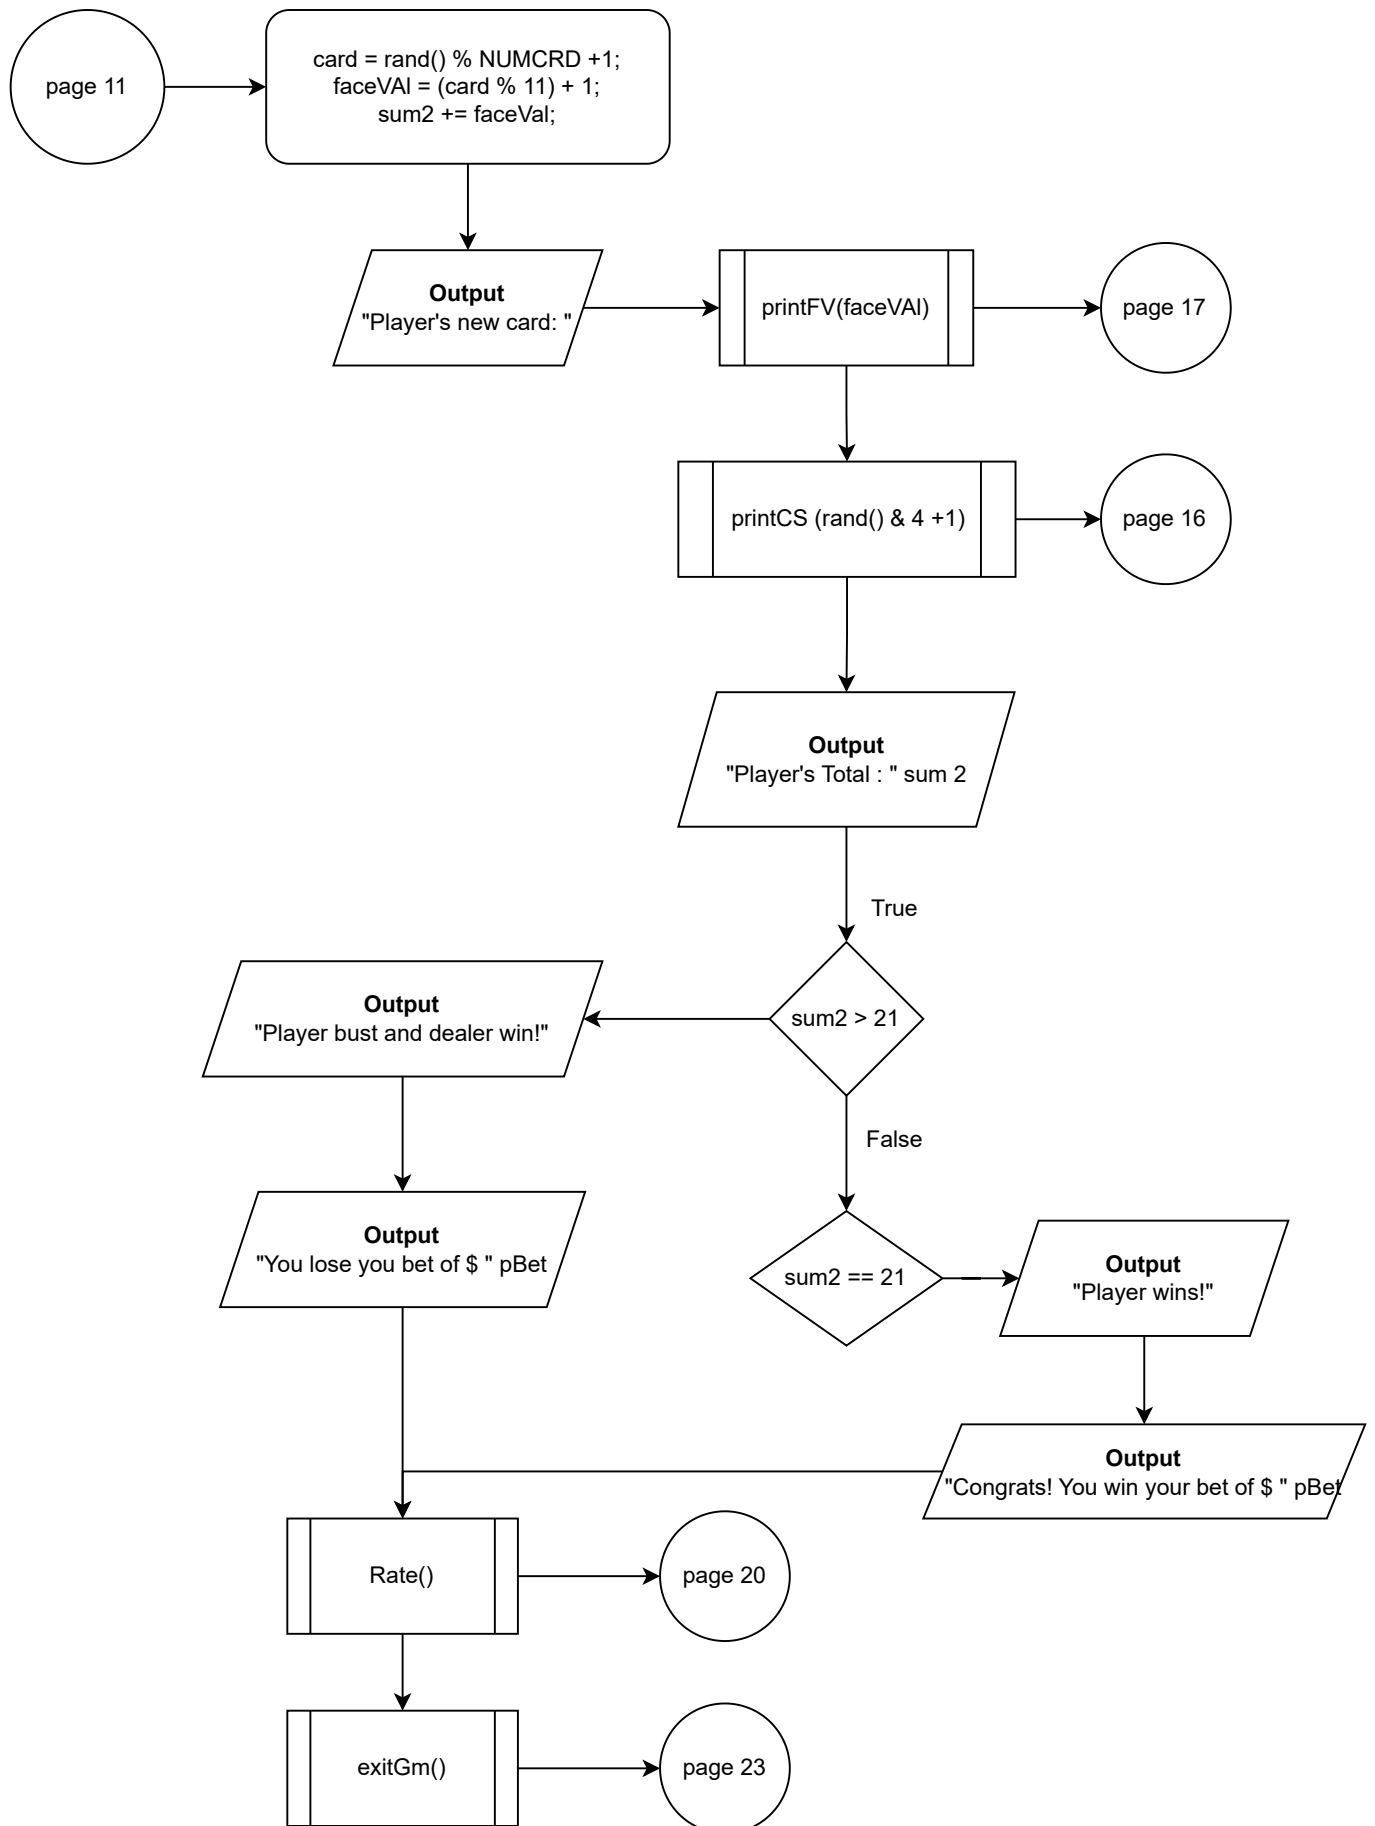 page 11
card = rand() % NUMCRD +1;
faceVAl = (card % 11) + 1;
sum2 += faceVal;
Output
"Player's new card: "
printFV(faceVAl)
page 17
printCS (rand() & 4 +1)
page 16
Output
"Player's Total : " sum 2
True
Output
"Player bust and dealer win!"
sum2 > 21
False
Output
"You lose you bet of $ " pBet
sum2 == 21
Output
"Player wins!"
Output
"Congrats! You win your bet of $ " pBet
Rate()
page 20
exitGm()
page 23